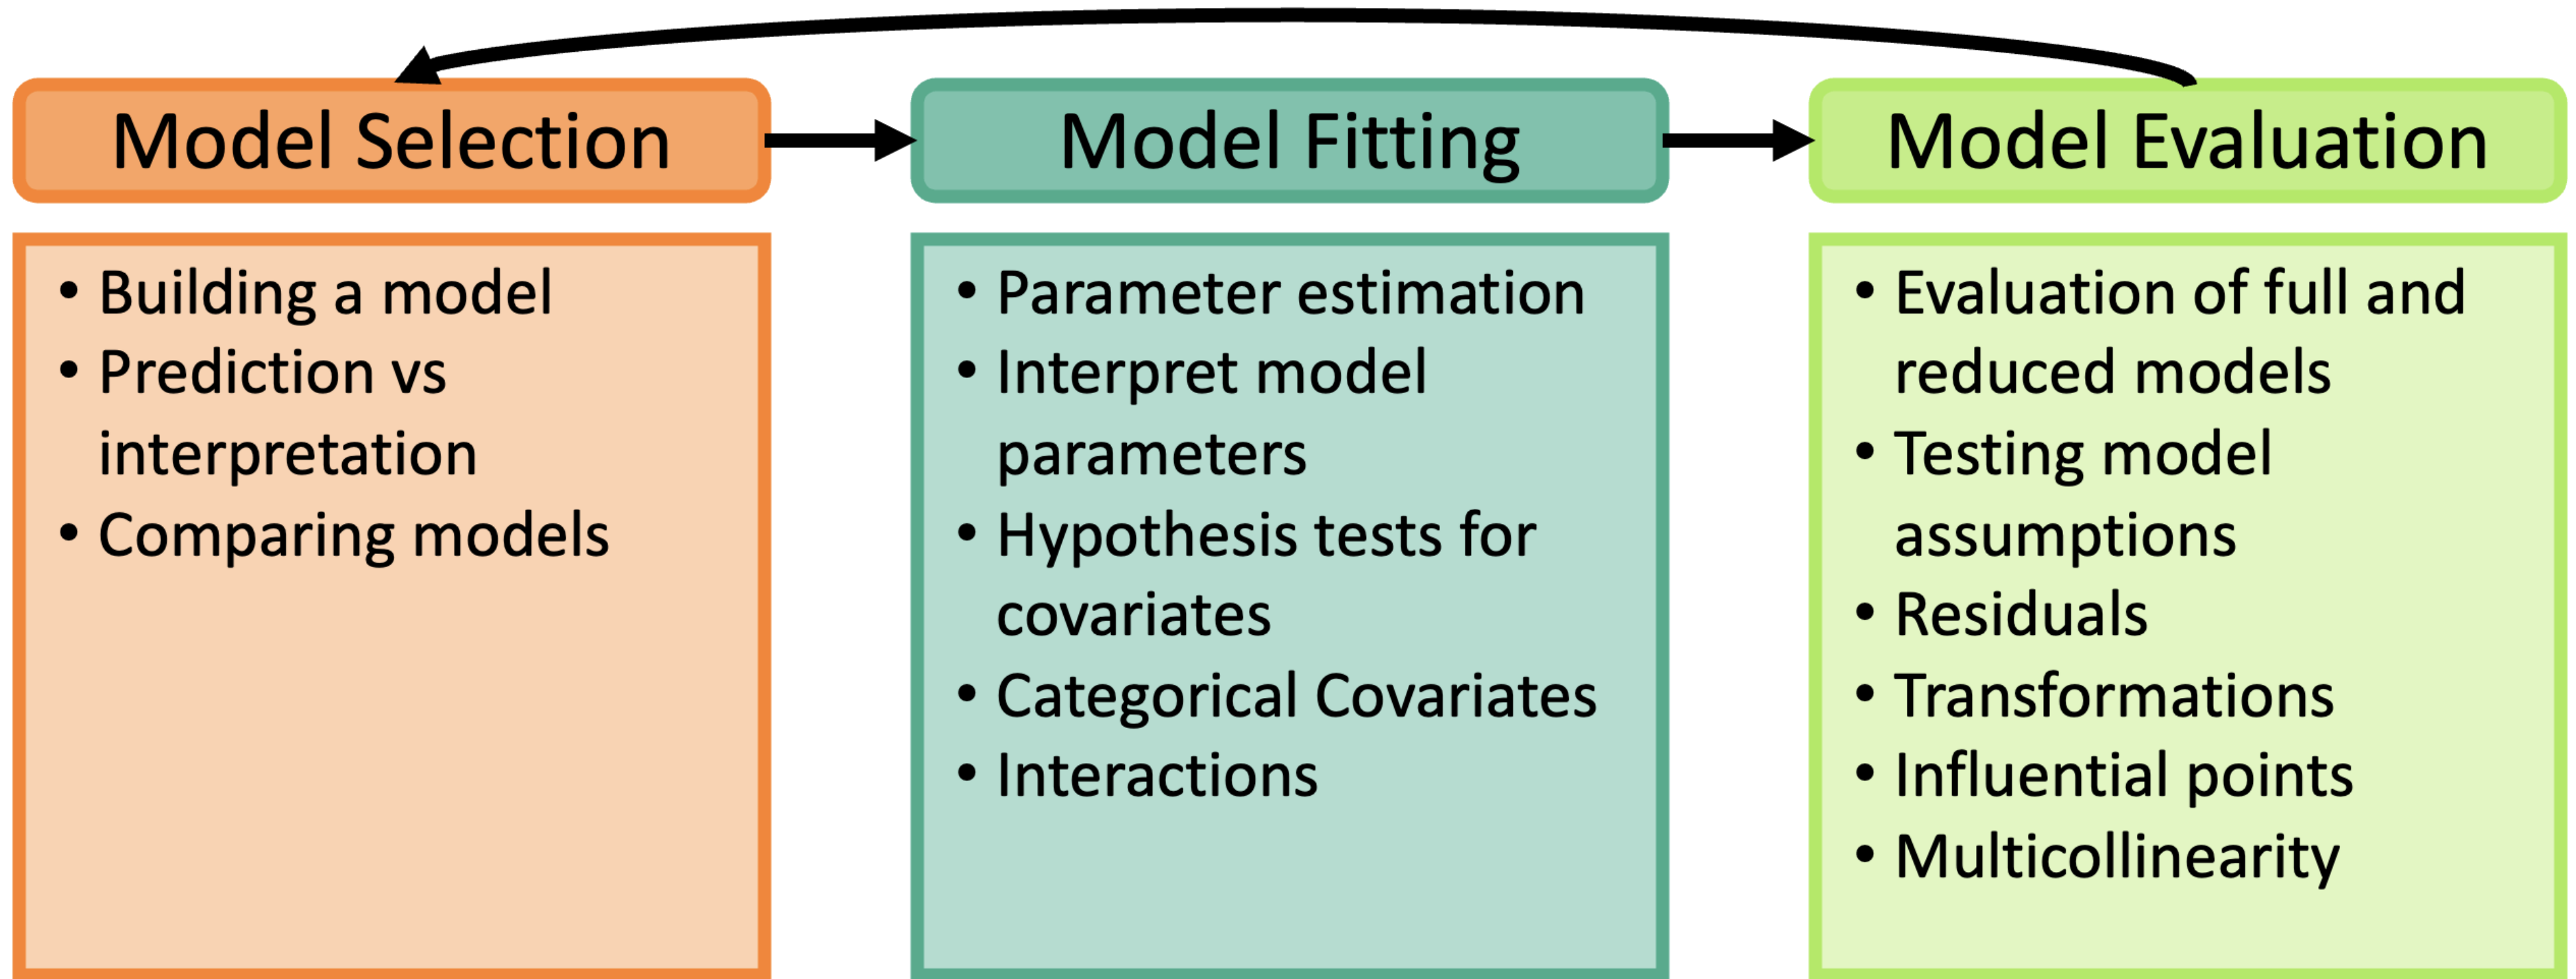 Model Selection
• Building a model
• Prediction vs
interpretation
• Comparing models
Model Fitting
• Parameter estimation
• Interpret model
parameters
• Hypothesis tests for
covariates
• Categorical Covariates
• Interactions
Model Evaluation
• Evaluation of full and
reduced models
• Testing model
assumptions
• Residuals
• Transformations
• Influential points
• Multicollinearity